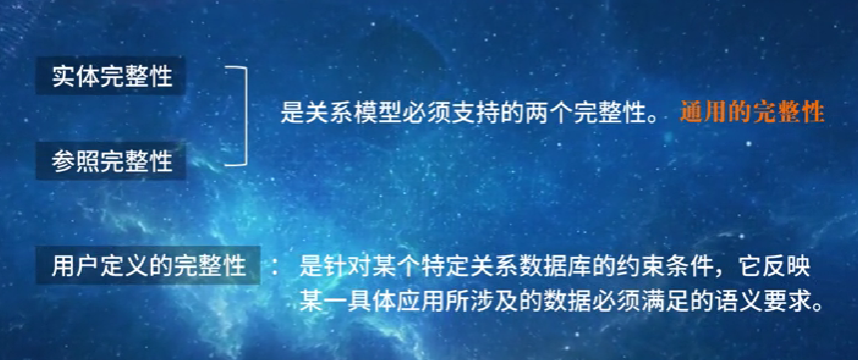 实体完整性
是关系模型必须支持的两个完整性。 通用的完整性
参照完整性
用户定义的完整性 ： 是针对某个特定关系数据库的约束条件，它反映
某一具体应用所涉及的数据必须满足的语义要求。